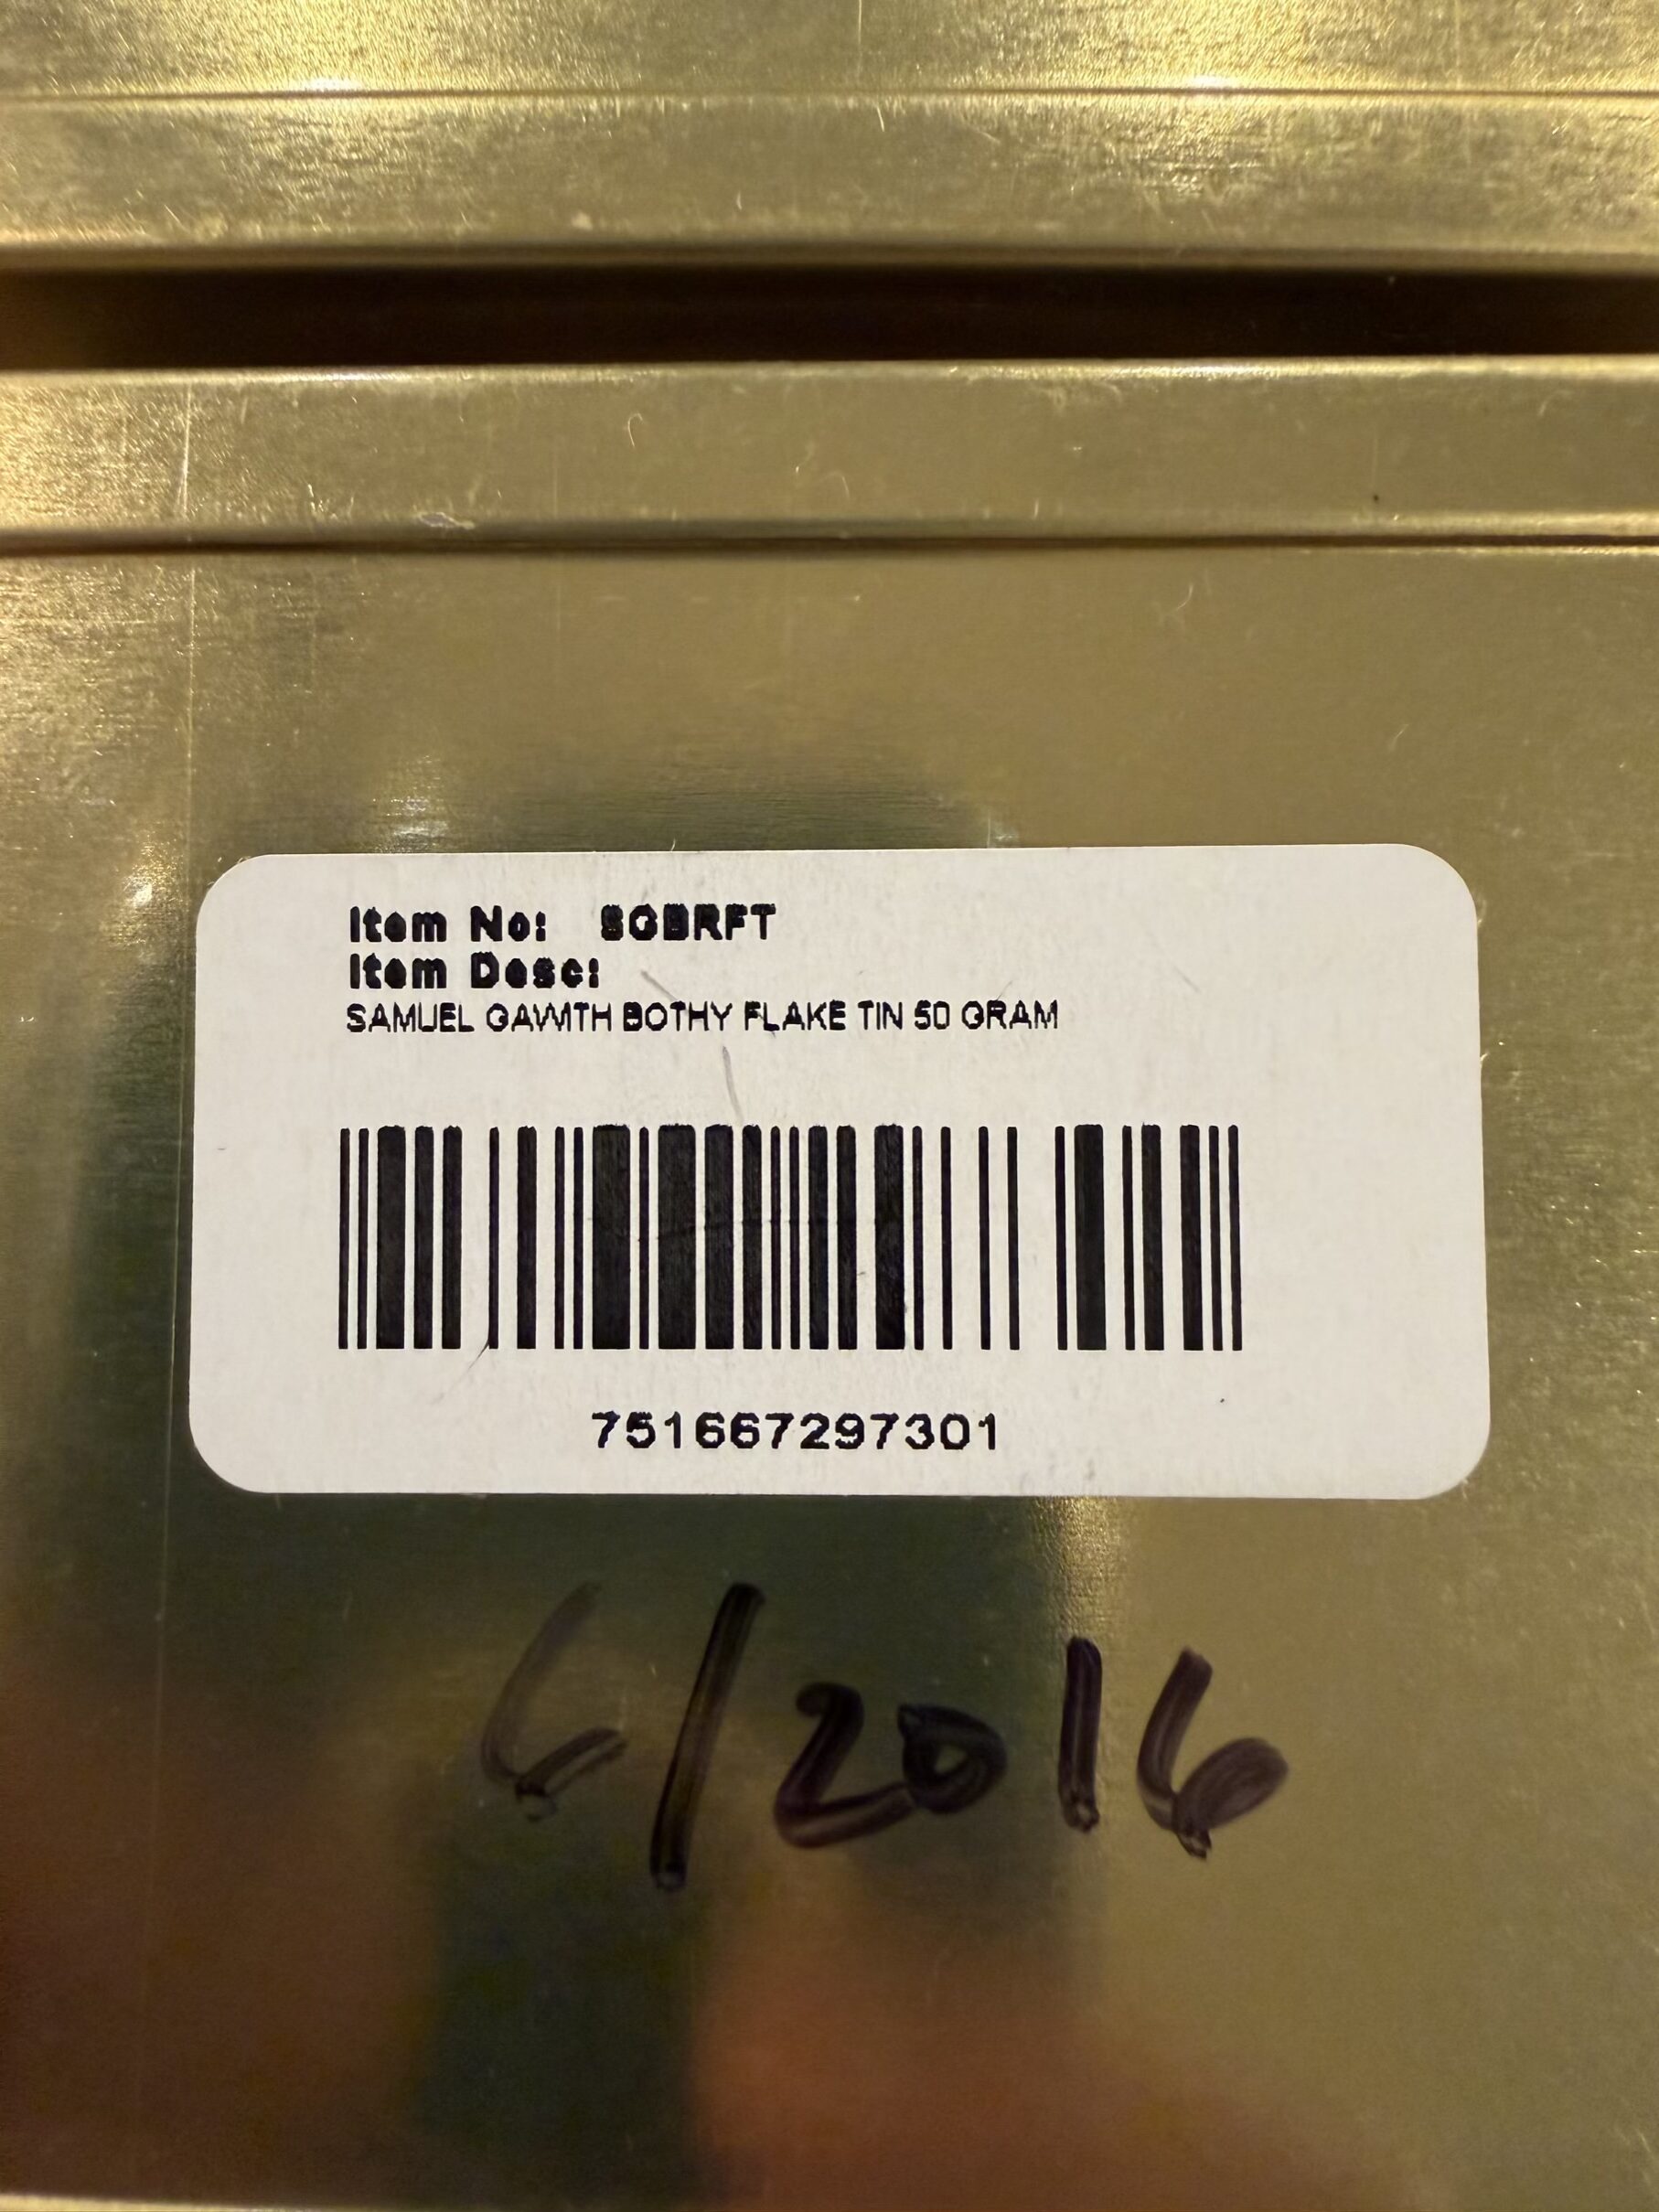 Item No: SGBRFT
Item Desc:
SAMUEL GAWITH BOTHY FLAKE TIN 50 GRAM
751667297301
6/2016